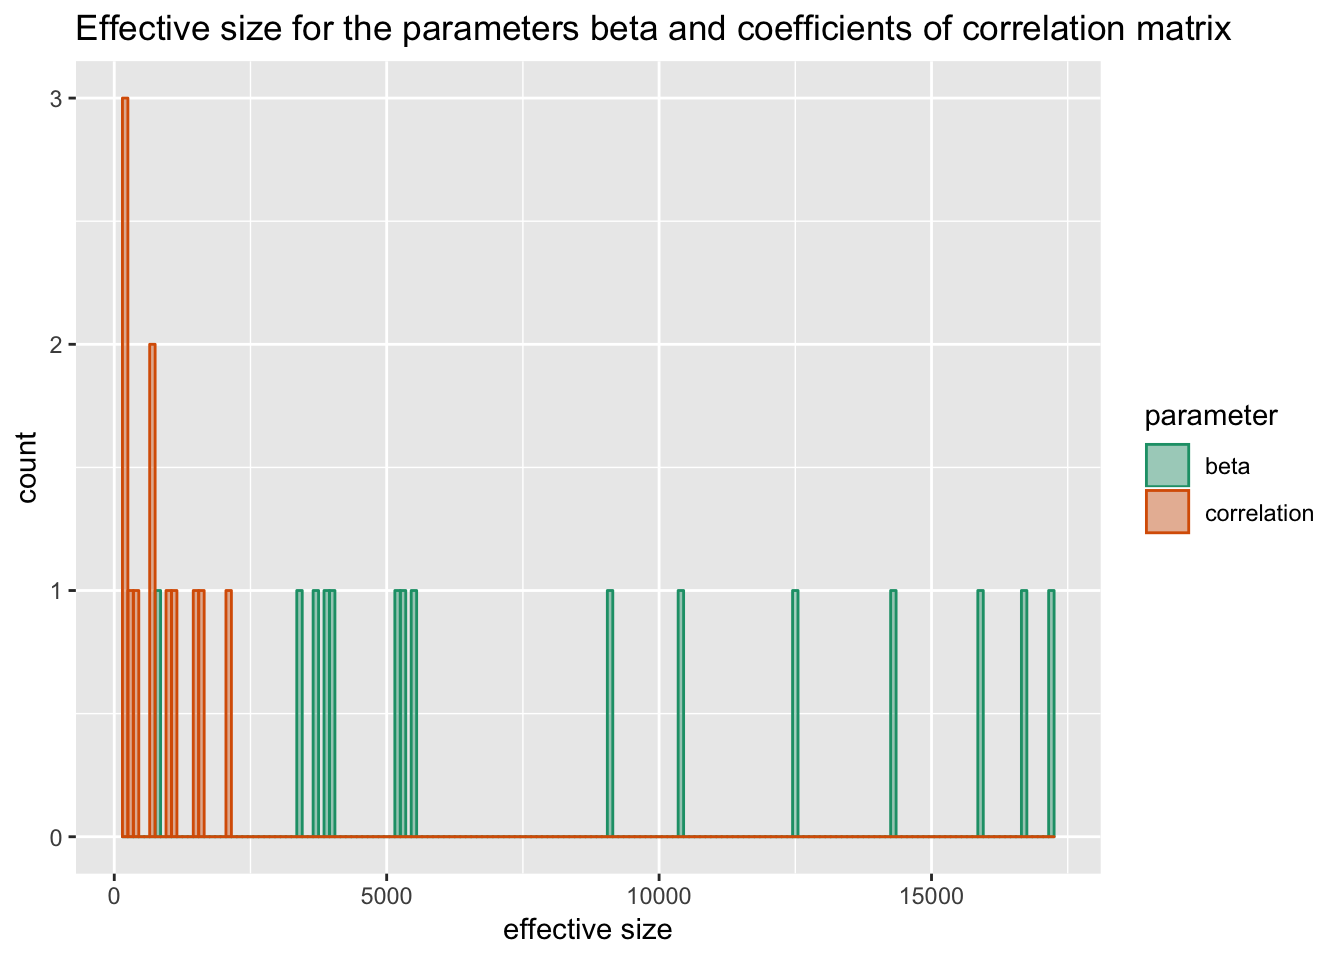 Effective size for the parameters beta and coefficients of correlation matrix
3
2
1
0
count
0 5000 10000 15000
effective size
parameter
beta
correlation